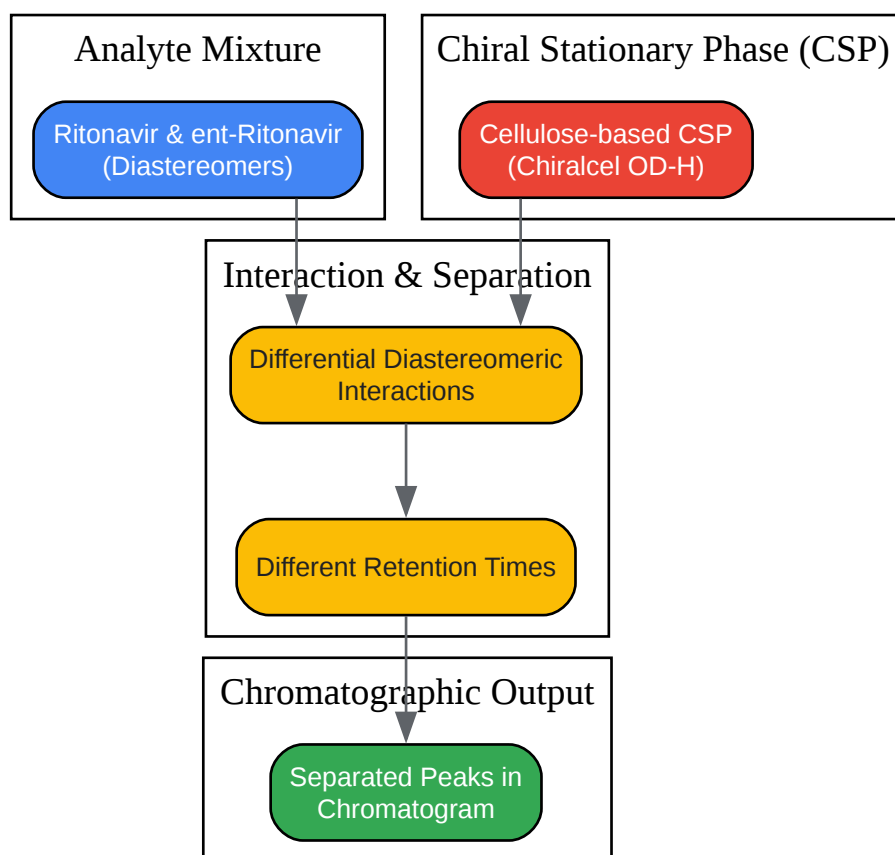 Analyte Mixture
Chiral Stationary Phase (CSP)
Ritonavir & ent-Ritonavir
(Diastereomers)
Cellulose-based CSP
(Chiralcel OD-H)
Interaction & Separation
Differential Diastereomeric
Interactions
Different Retention Times
Chromatographic Output
Separated Peaks in
Chromatogram